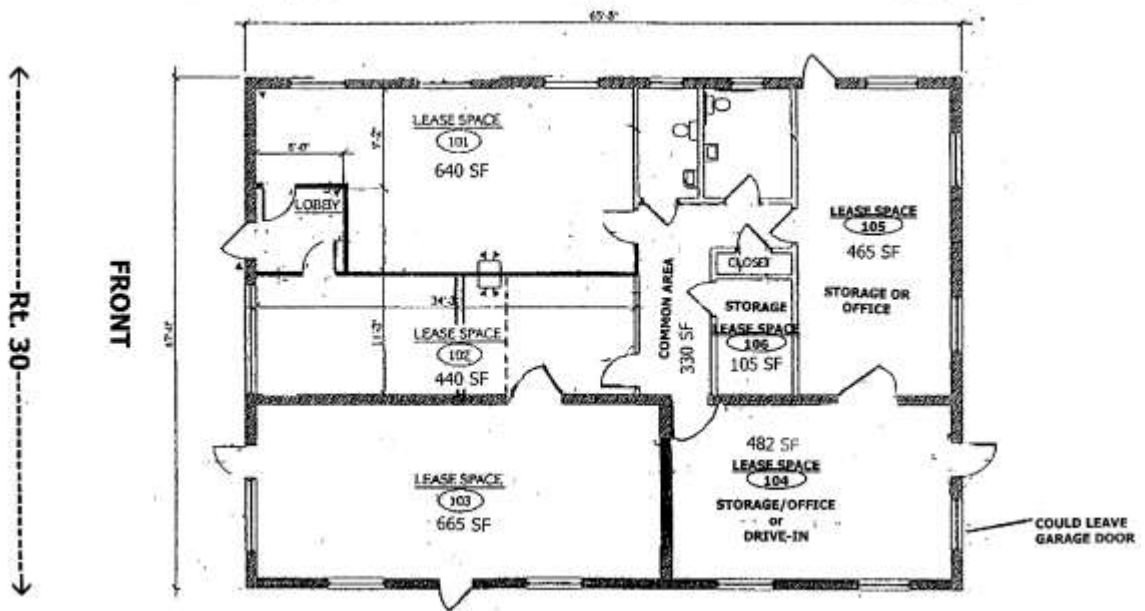 65'-8"
LEASE SPACE
101
640 SF
LOBBY
LEASE SPACE
105
465 SF
STORAGE OR
OFFICE
CLOSET
STORAGE
LEASE SPACE
106
105 SF
COMMON AREA
330 SF
LEASE SPACE
102
440 SF
LEASE SPACE
103
665 SF
482 SF
LEASE SPACE
104
STORAGE/OFFICE
or
DRIVE-IN
COULD LEAVE
GARAGE DOOR
FRONT
Rt. 30